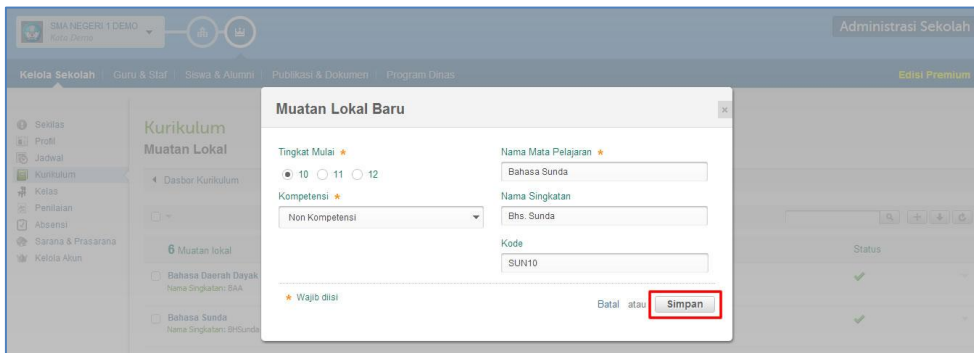 SMA NEGERI 1 DEMO
Kota Demo
Administrasi Sekolah
Kelola Sekolah Guru & Staf Siswa & Alumni Publikasi & Dokumen Program Dinas Edisi Premium
Sekilas
Profil
Jadwal
Kurikulum
Kelas
Penilaian
Absensi
Sarana & Prasarana
Kelola Akun
Kurikulum
Muatan Lokal
Dasbor Kurikulum
6 Muatan lokal
Status
Bahasa Daerah Dayak
Nama Singkatan: BAA
Bahasa Sunda
Nama Singkatan: BHSunda
Muatan Lokal Baru
Tingkat Mulai *
10 11 12
Kompetensi *
Non Kompetensi
Nama Mata Pelajaran *
Bahasa Sunda
Nama Singkatan
Bhs. Sunda
Kode
SUN10
* Wajib diisi
Batal atau Simpan